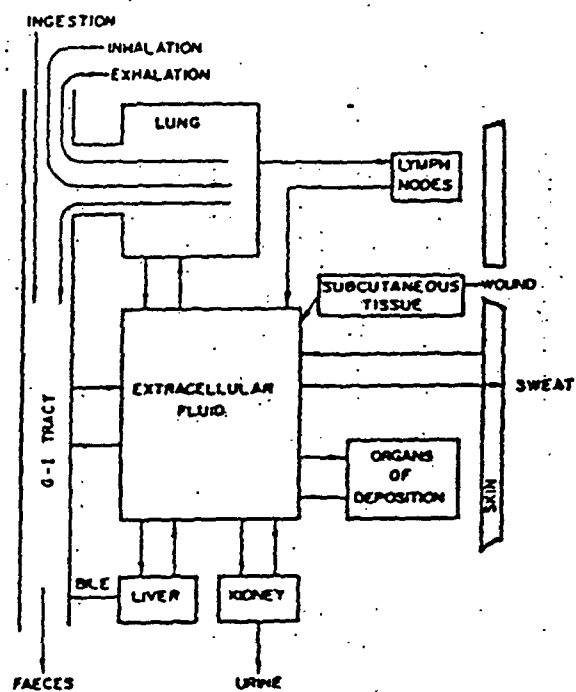 INGESTION
INHALATION
EXHALATION
LUNG
LYMPH
NODES
SUBCUTANEOUS
TISSUE
WOUND
EXTRACELLULAR
FLUID
SWEAT
G-I TRACT
ORGANS
OF
DEPOSITION
SKIN
BILE
LIVER
KIDNEY
FAECES
URINE